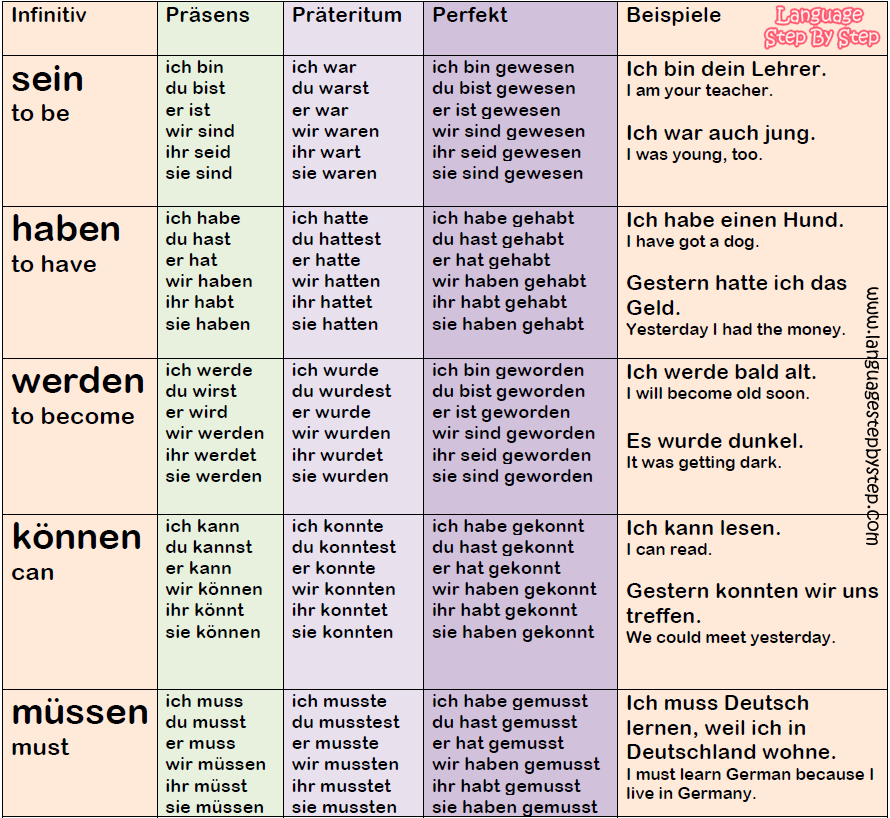 Infinitiv Präsens Präteritum Perfekt Beispiele
Language
Step By Step
sein
to be
ich bin
du bist
er ist
wir sind
ihr seid
sie sind
ich war
du warst
er war
wir waren
ihr wart
sie waren
ich bin gewesen
du bist gewesen
er ist gewesen
wir sind gewesen
ihr seid gewesen
sie sind gewesen
Ich bin dein Lehrer.
I am your teacher.
Ich war auch jung.
I was young, too.
haben
to have
ich habe
du hast
er hat
wir haben
ihr habt
sie haben
ich hatte
du hattest
er hatte
wir hatten
ihr hattet
sie hatten
ich habe gehabt
du hast gehabt
er hat gehabt
wir haben gehabt
ihr habt gehabt
sie haben gehabt
Ich habe einen Hund.
I have got a dog.
Gestern hatte ich das
Geld.
Yesterday I had the money.
werden
to become
ich werde
du wirst
er wird
wir werden
ihr werdet
sie werden
ich wurde
du wurdest
er wurde
wir wurden
ihr wurdet
sie wurden
ich bin geworden
du bist geworden
er ist geworden
wir sind geworden
ihr seid geworden
sie sind geworden
Ich werde bald alt.
I will become old soon.
Es wurde dunkel.
It was getting dark.
können
can
ich kann
du kannst
er kann
wir können
ihr könnt
sie können
ich konnte
du konntest
er konnte
wir konnten
ihr konntet
sie konnten
ich habe gekonnt
du hast gekonnt
er hat gekonnt
wir haben gekonnt
ihr habt gekonnt
sie haben gekonnt
Ich kann lesen.
I can read.
Gestern konnten wir uns
treffen.
We could meet yesterday.
müssen
must
ich muss
du musst
er muss
wir müssen
ihr müsst
sie müssen
ich musste
du musstest
er musste
wir mussten
ihr musstet
sie mussten
ich habe gemusst
du hast gemusst
er hat gemusst
wir haben gemusst
ihr habt gemusst
sie haben gemusst
Ich muss Deutsch
lernen, weil ich in
Deutschland wohne.
I must learn German because I
live in Germany.
www.languagestepbystep.com